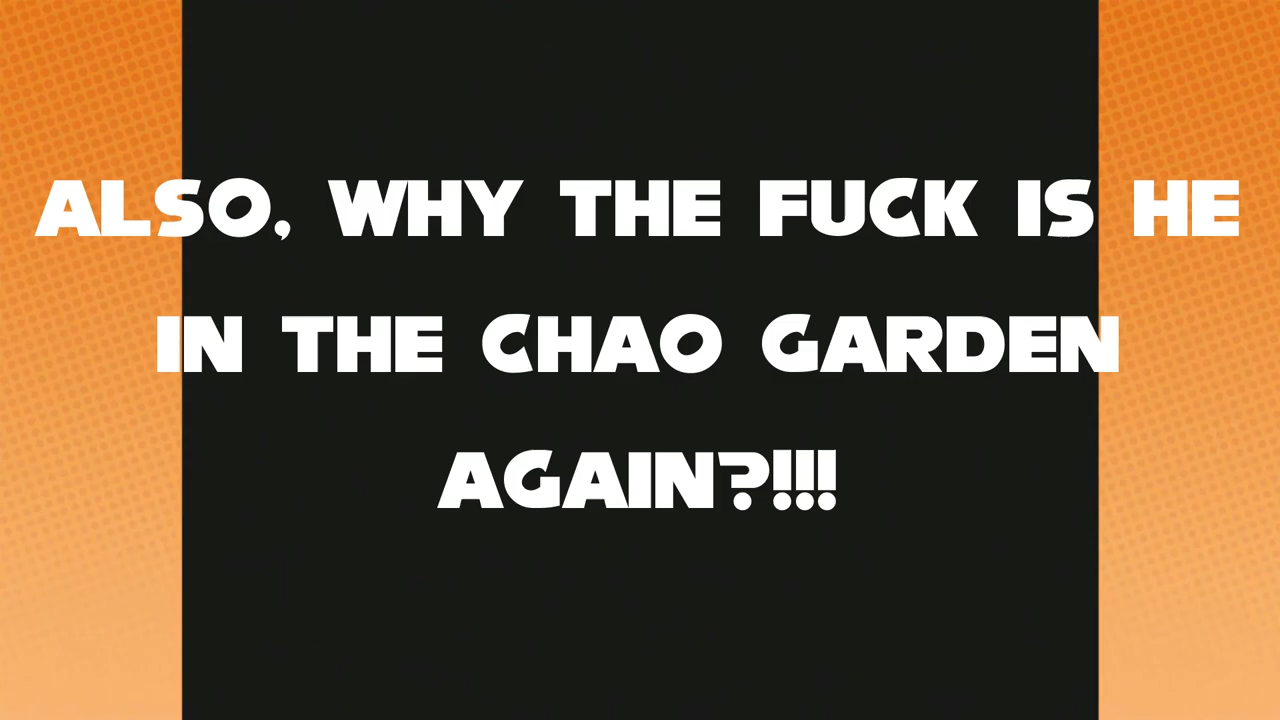 ALSO, WHY THE FUCK IS HE
IN THE CHAO GARDEN
AGAIN?!!!